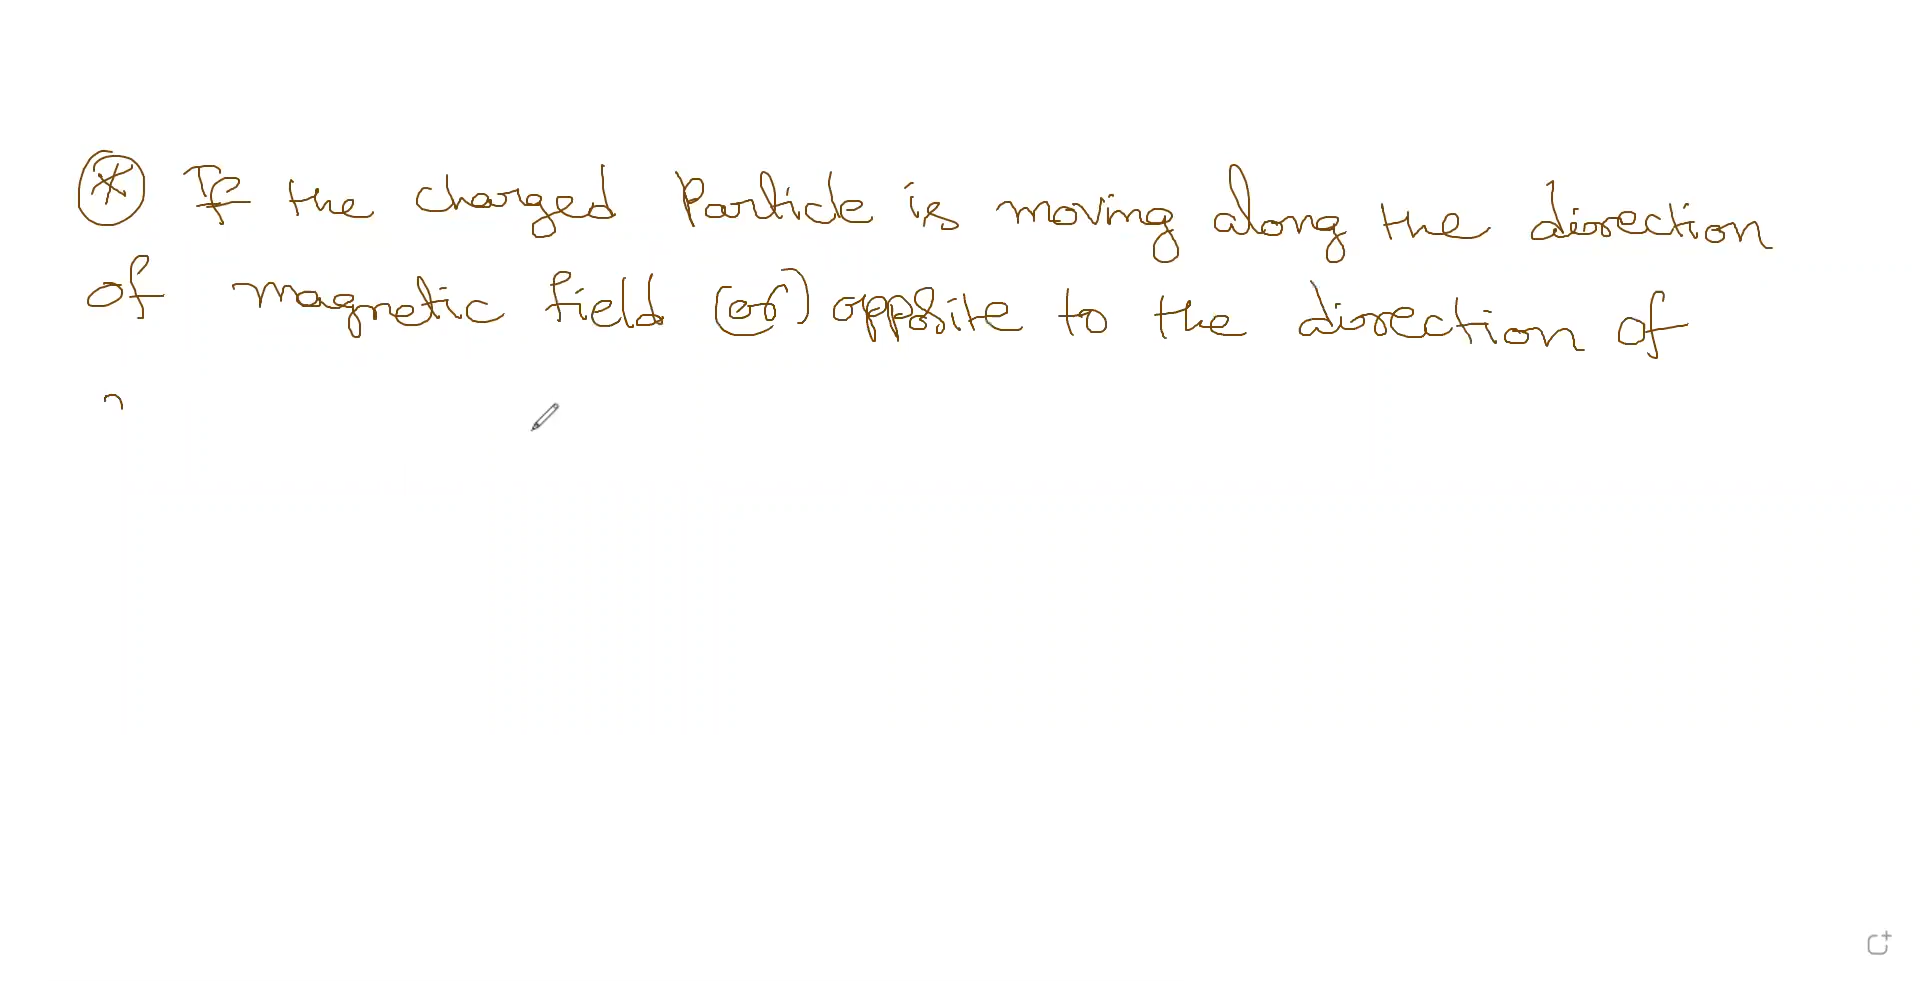 If the charged Particle is moving along the direction
of magnetic field (or) opposite to the direction of